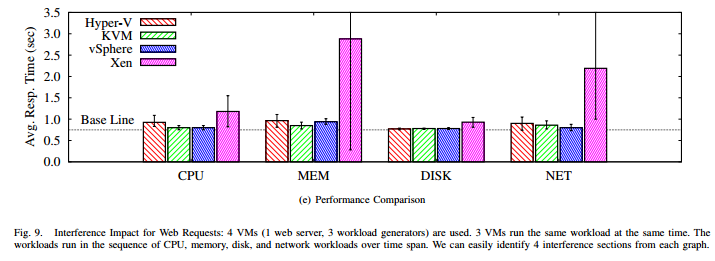 Hyper-V
KVM
vSphere
Xen
Avg. Resp. Time (sec)
3.5
3.0
2.5
2.0
1.5
1.0
0.5
0.0
Base Line
CPU MEM DISK NET
(e) Performance Comparison
Fig. 9. Interference Impact for Web Requests: 4 VMs (1 web server, 3 workload generators) are used. 3 VMs run the same workload at the same time. The
workloads run in the sequence of CPU, memory, disk, and network workloads over time span. We can easily identify 4 interference sections from each graph.